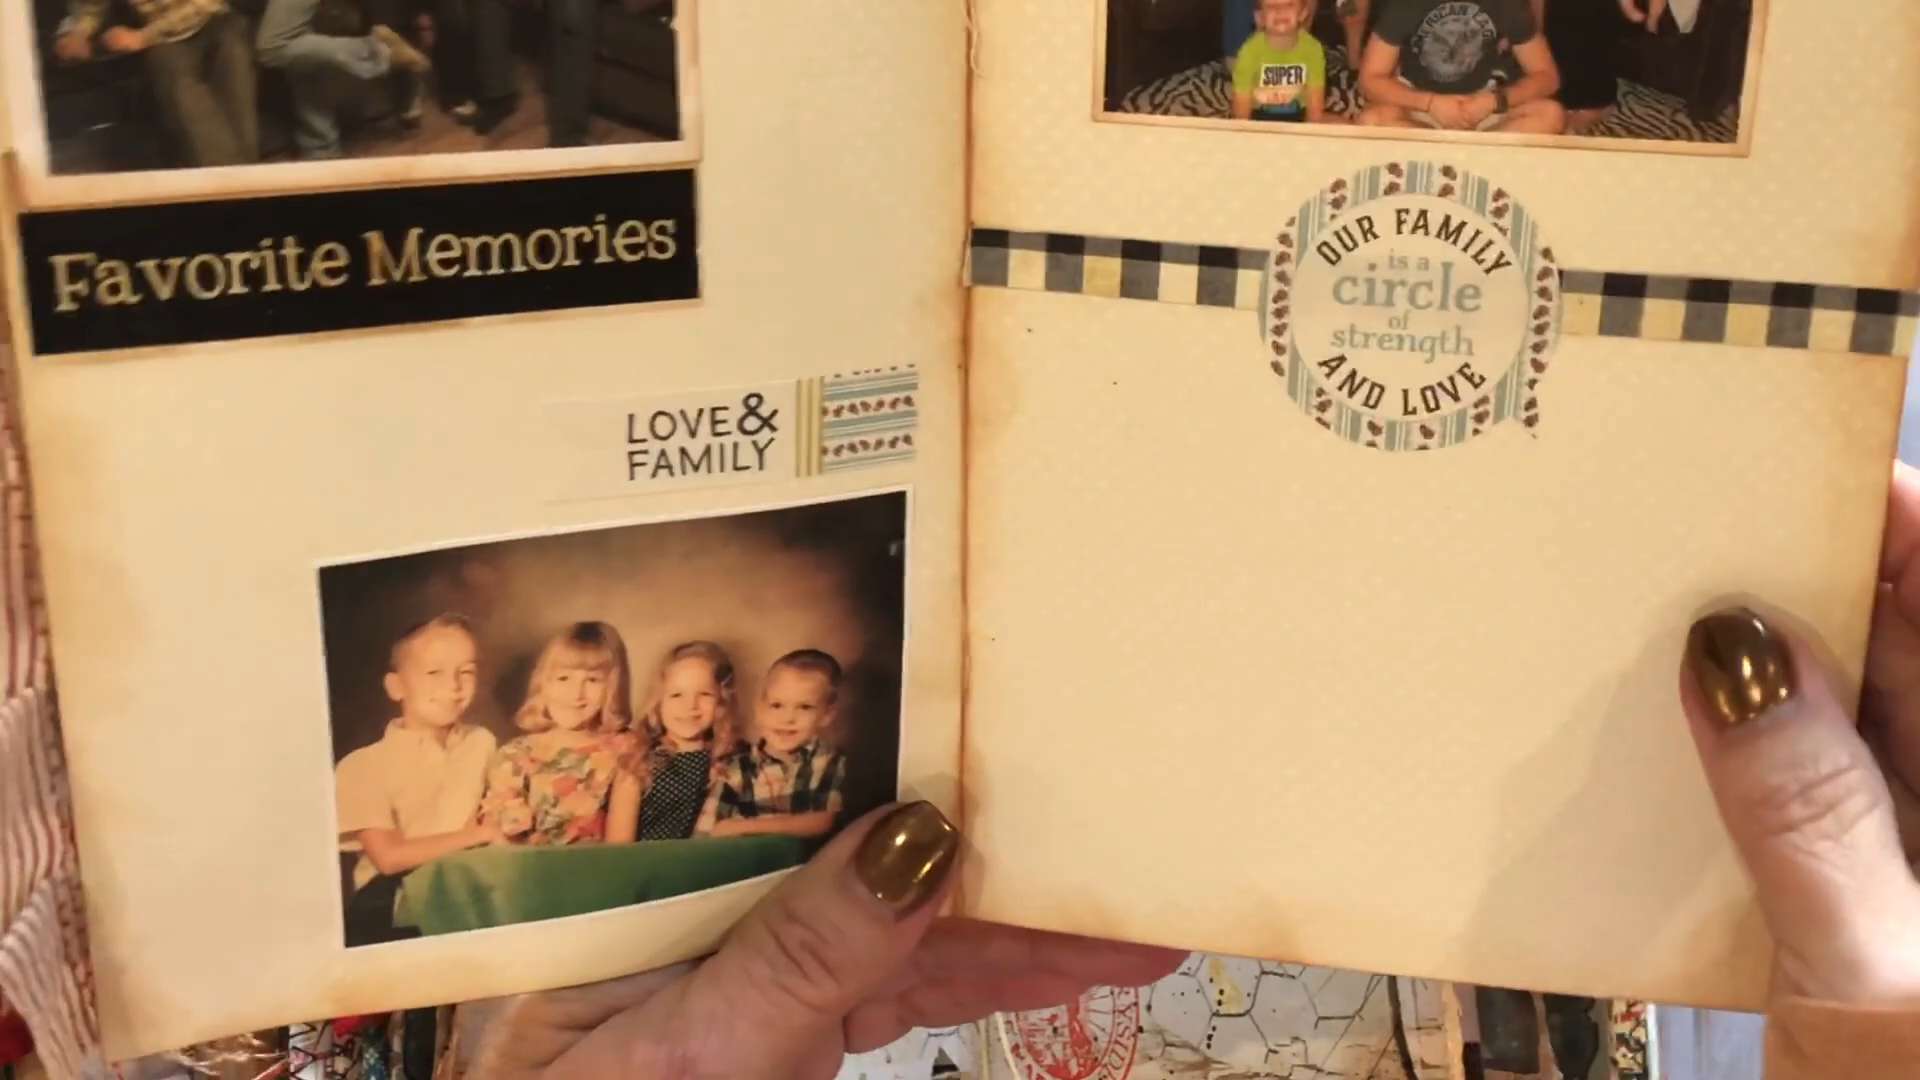 Favorite Memories
LOVE &
FAMILY
SUPER
OUR FAMILY
is a
circle
of
strength
AND LOVE